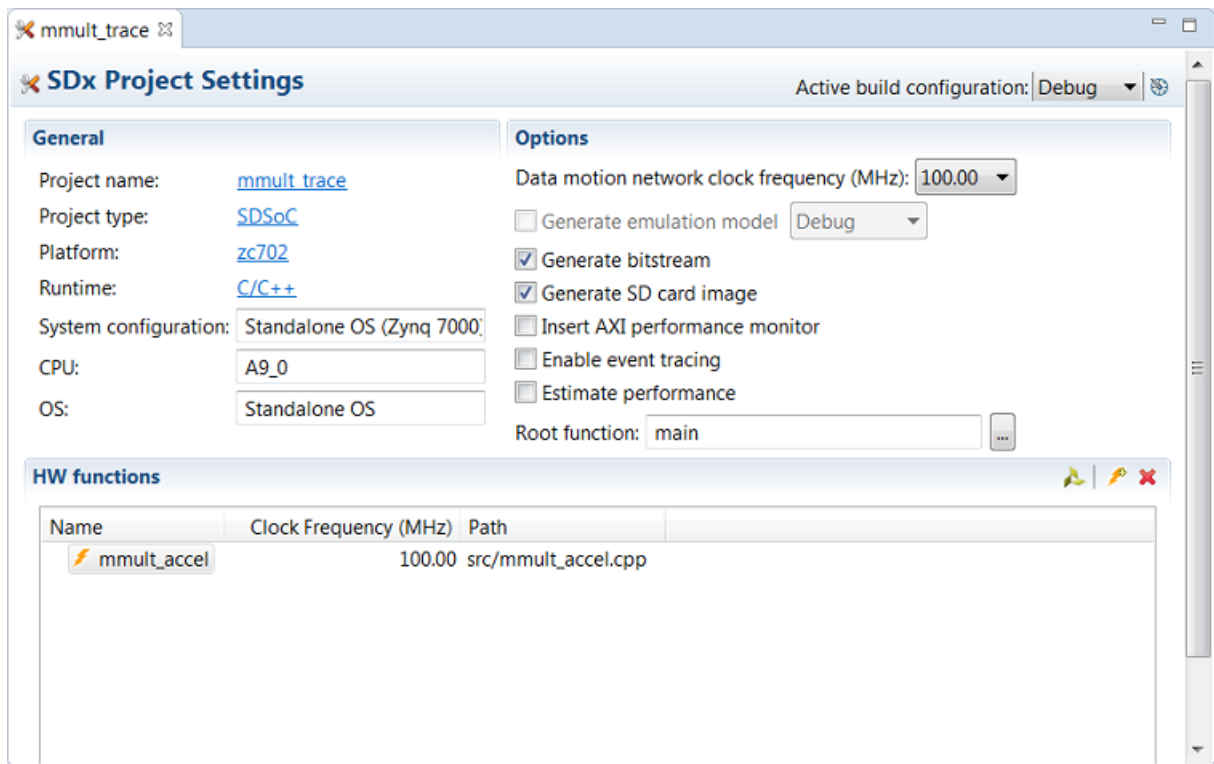 mmult_trace
SDx Project Settings
Active build configuration: Debug
General
Project name: mmult_trace
Project type: SDSoC
Platform: zc702
Runtime: C/C++
System configuration: Standalone OS (Zynq 7000)
CPU: A9_0
OS: Standalone OS
Options
Data motion network clock frequency (MHz): 100.00
Generate emulation model Debug
Generate bitstream
Generate SD card image
Insert AXI performance monitor
Enable event tracing
Estimate performance
Root function: main ...
HW functions
Name Clock Frequency (MHz) Path
mmult_accel 100.00 src/mmult_accel.cpp